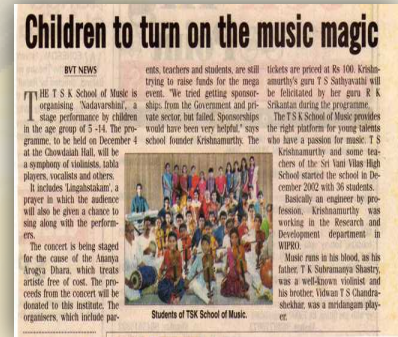 Children to turn on the music magic
BVT NEWS
THE T S K School of Music is
organising 'Nadavarshini', a
stage performance by children
in the age group of 5 -14. The pro-
gramme, to be held on December 4
at the Chowdaiah Hall, will be
a symphony of violinists, tabla
players, vocalists and others.
It includes 'Lingahstakam', a
prayer in which the audience
will also be given a chance to
sing along with the perform-
ers.
The concert is being staged
for the cause of the Ananya
Arogya Dhara, which treats
artiste free of cost. The pro-
ceeds from the concert will be
donated to this institute. The
organisers, which include par-
ents, teachers and students, are still
trying to raise funds for the mega
event. "We tried getting sponsor-
ships from the Government and pri-
vate sector, but failed. Sponsorships
would have been very helpful," says
school founder Krishnamurthy. The
Students of TSK School of Music.
tickets are priced at Rs 100. Krishn-
amurthy's guru T S Sathyavathi will
be felicitated by her guru R K
Srikantan during the programme.
The T S K School of Music provides
the right platform for young talents
who have a passion for music. T S
Krishnamurthy and some tea-
chers of the Sri Vani Vilas High
School started the school in De-
cember 2002 with 36 students.
Basically an engineer by pro-
fession, Krishnamurthy was
working in the Research and
Development department in
WIPRO.
Music runs in his blood, as his
father, T K Subramanya Shastry,
was a well-known violinist and
his brother, Vidwan T S Chandra-
shekhar, was a mridangam play-
er.